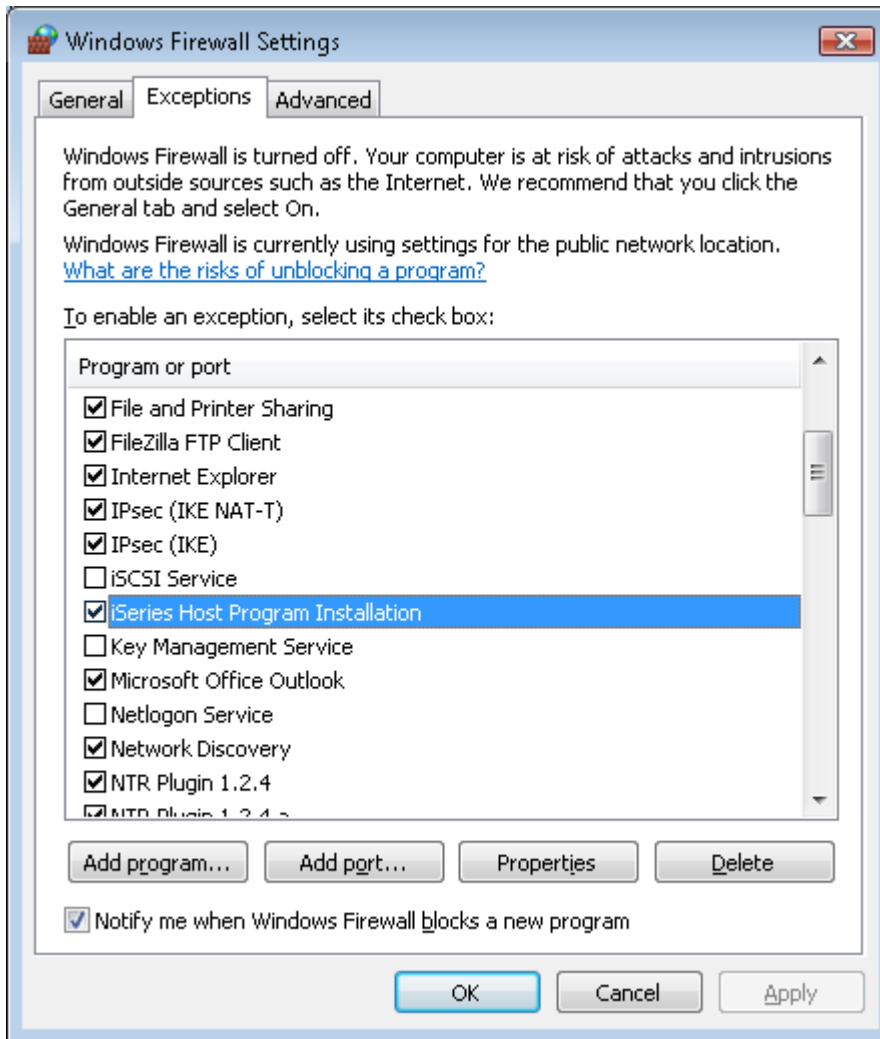 Windows Firewall Settings
General Exceptions Advanced
Windows Firewall is turned off. Your computer is at risk of attacks and intrusions
from outside sources such as the Internet. We recommend that you click the
General tab and select On.
Windows Firewall is currently using settings for the public network location.
What are the risks of unblocking a program?
To enable an exception, select its check box:
Program or port
File and Printer Sharing
FileZilla FTP Client
Internet Explorer
IPsec (IKE NAT-T)
IPsec (IKE)
iSCSI Service
iSeries Host Program Installation
Key Management Service
Microsoft Office Outlook
Netlogon Service
Network Discovery
NTR Plugin 1.2.4
Add program... Add port... Properties Delete
Notify me when Windows Firewall blocks a new program
OK Cancel Apply